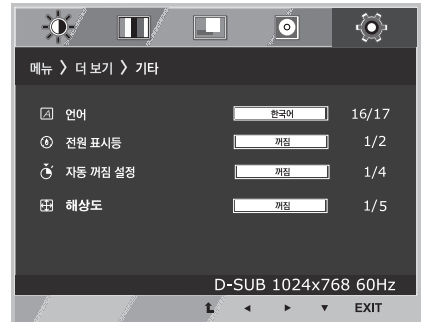 메뉴 > 더 보기 > 기타
언어 한국어 16/17
전원 표시등 꺼짐 1/2
자동 꺼짐 설정 꺼짐 1/4
해상도 꺼짐 1/5
D-SUB 1024x768 60Hz
EXIT